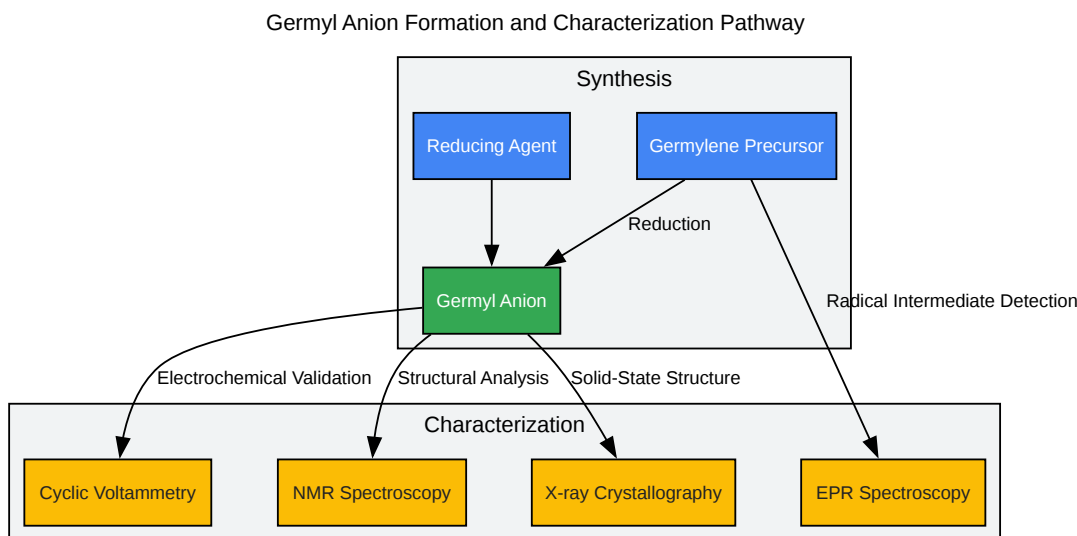 Germyl Anion Formation and Characterization Pathway
Synthesis
Reducing Agent
Germylene Precursor
Reduction
Germyl Anion
Radical Intermediate Detection
Electrochemical Validation
Structural Analysis
Solid-State Structure
Characterization
Cyclic Voltammetry
NMR Spectroscopy
X-ray Crystallography
EPR Spectroscopy